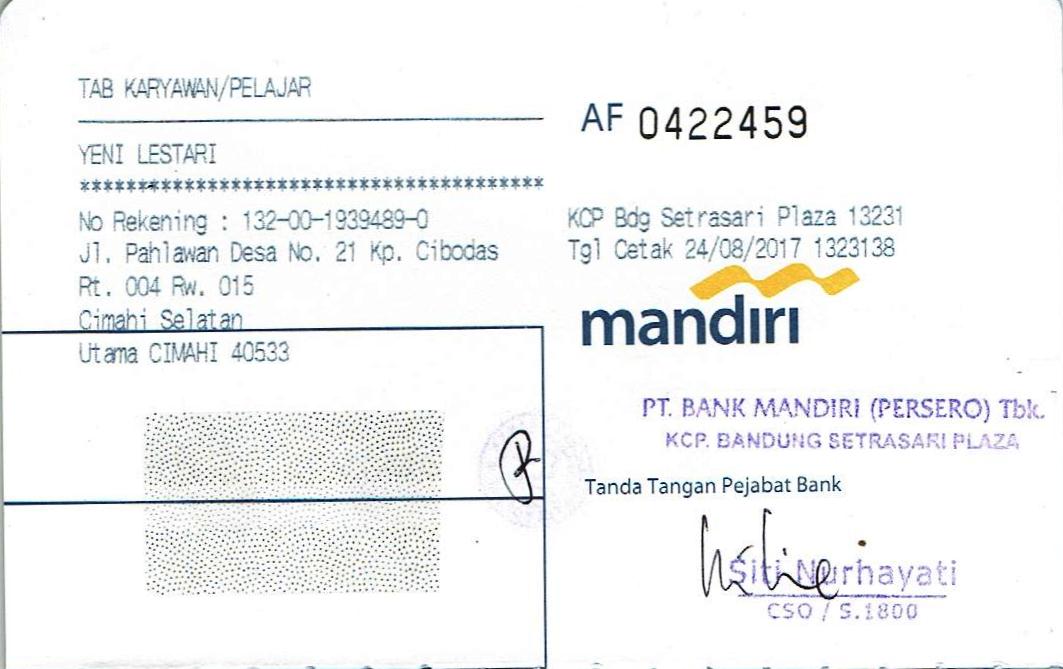 TAB KARYAWAN/PELAJAR
YENI LESTARI
****************************************
No Rekening : 132-00-1939489-0
Jl. Pahlawan Desa No. 21 Kp. Cibodas
Rt. 004 Rw. 015
Cimahi Selatan
Utama CIMAHI 40533
AF 0422459
KCP Bdg Setrasari Plaza 13231
Tgl Cetak 24/08/2017 1323138
mandiri
PT. BANK MANDIRI (PERSERO) Tbk.
KCP. BANDUNG SETRASARI PLAZA
Tanda Tangan Pejabat Bank
Siti Nurhayati
CSO / S.1800